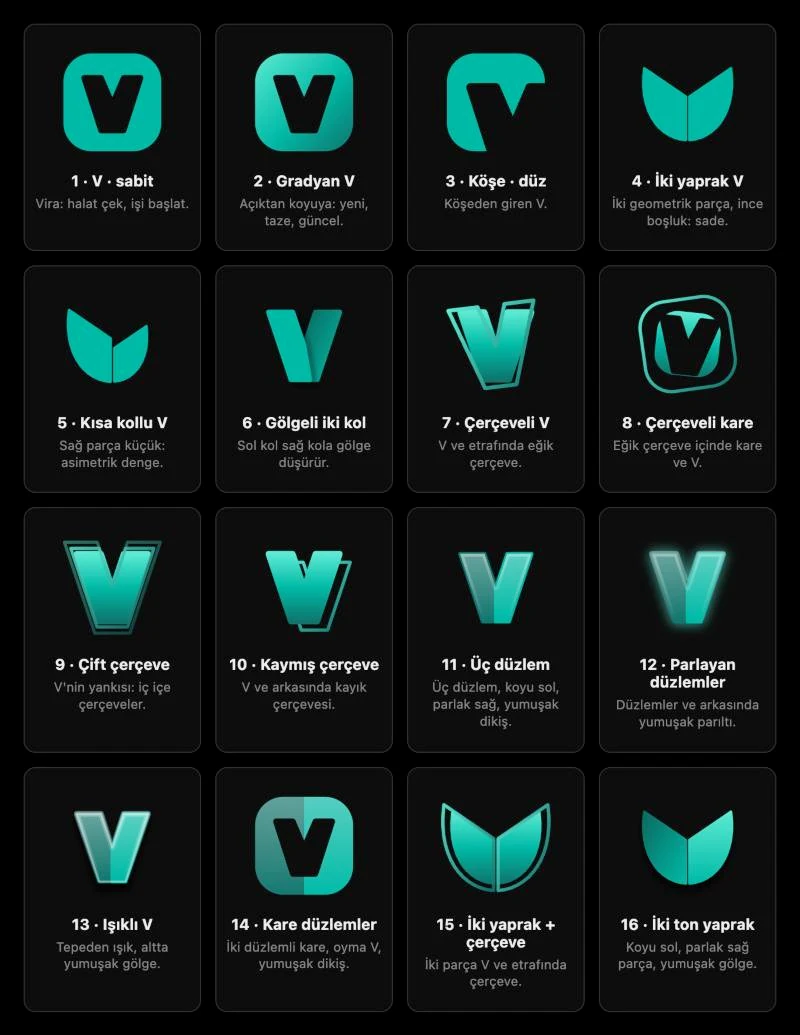 1 · V · sabit
Vira: halat çek, işi başlat.
2 · Gradyan V
Açıktan koyuya: yeni,
taze, güncel.
3 · Köşe · düz
Köşeden giren V.
4 · İki yaprak V
İki geometrik parça, ince
boşluk: sade.
5 · Kısa kollu V
Sağ parça küçük:
asimetrik denge.
6 · Gölgeli iki kol
Sol kol sağ kola gölge
düşürür.
7 · Çerçeveli V
V ve etrafında eğik
çerçeve.
8 · Çerçeveli kare
Eğik çerçeve içinde kare
ve V.
9 · Çift çerçeve
V'nin yankısı: iç içe
çerçeveler.
10 · Kaymış çerçeve
V ve arkasında kayık
çerçevesi.
11 · Üç düzlem
Üç düzlem, koyu sol,
parlak sağ, yumuşak
dikiş.
12 · Parlayan
düzlemler
Düzlemler ve arkasında
yumuşak parıltı.
13 · Işıklı V
Tepeden ışık, altta
yumuşak gölge.
14 · Kare düzlemler
İki düzlemli kare, oyma V,
yumuşak dikiş.
15 · İki yaprak +
çerçeve
İki parça V ve etrafında
çerçeve.
16 · İki ton yaprak
Koyu sol, parlak sağ
parça, yumuşak gölge.